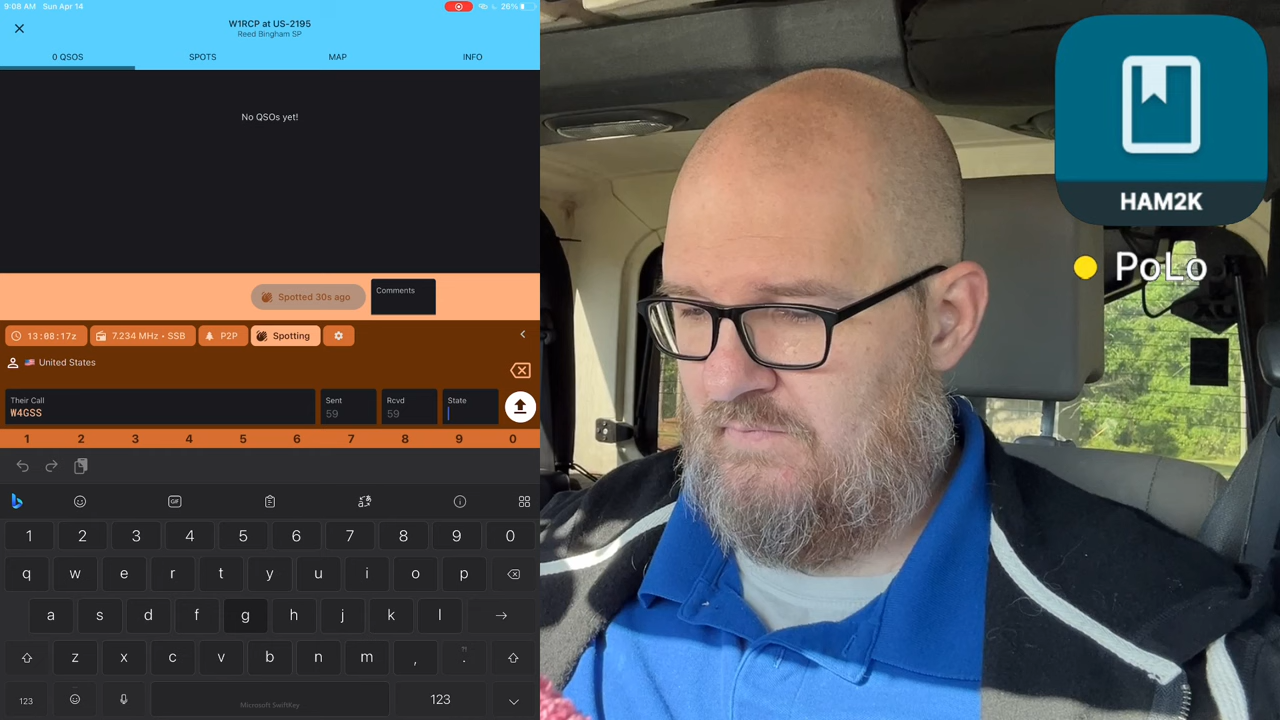 9:08 AM Sun Apr 14
26%
W1RCP at US-2195
Reed Bingham SP
0 QSOS
SPOTS
MAP
INFO
No QSOs yet!
Spotted 30s ago
Comments
13:08:17z
7.234 MHz • SSB
P2P
Spotting
United States
Their Call
W4GSS
Sent
59
Rcvd
59
State
1 2 3 4 5 6 7 8 9 0
GIF
1 2 3 4 5 6 7 8 9 0
q w e r t y u i o p
a s d f g h j k l
z x c v b n m , .
123
Microsoft SwiftKey
123
HAM2K
PoLo